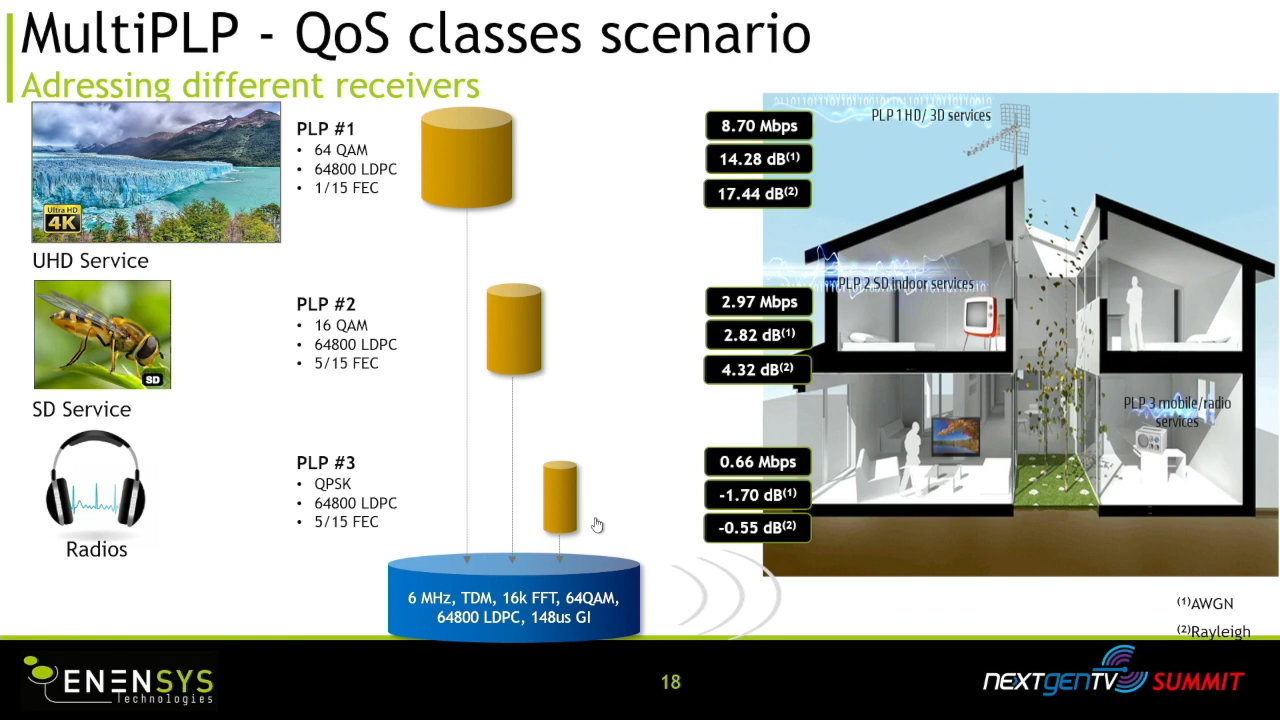 MultiPLP - QoS classes scenario
Adressing different receivers
Ultra HD
4K
UHD Service
PLP #1
• 64 QAM
• 64800 LDPC
• 1/15 FEC
8.70 Mbps
14.28 dB(1)
17.44 dB(2)
PLP 1 HD/ 3D services
SD
SD Service
PLP #2
• 16 QAM
• 64800 LDPC
• 5/15 FEC
2.97 Mbps
2.82 dB(1)
4.32 dB(2)
PLP 2 SD indoor services
Radios
PLP #3
• QPSK
• 64800 LDPC
• 5/15 FEC
0.66 Mbps
-1.70 dB(1)
-0.55 dB(2)
PLP 3 mobile/radio
services
6 MHz, TDM, 16k FFT, 64QAM,
64800 LDPC, 148us GI
(1)AWGN
(2)Rayleigh
ENENSYS
Technologies
18
NEXTGENTV SUMMIT